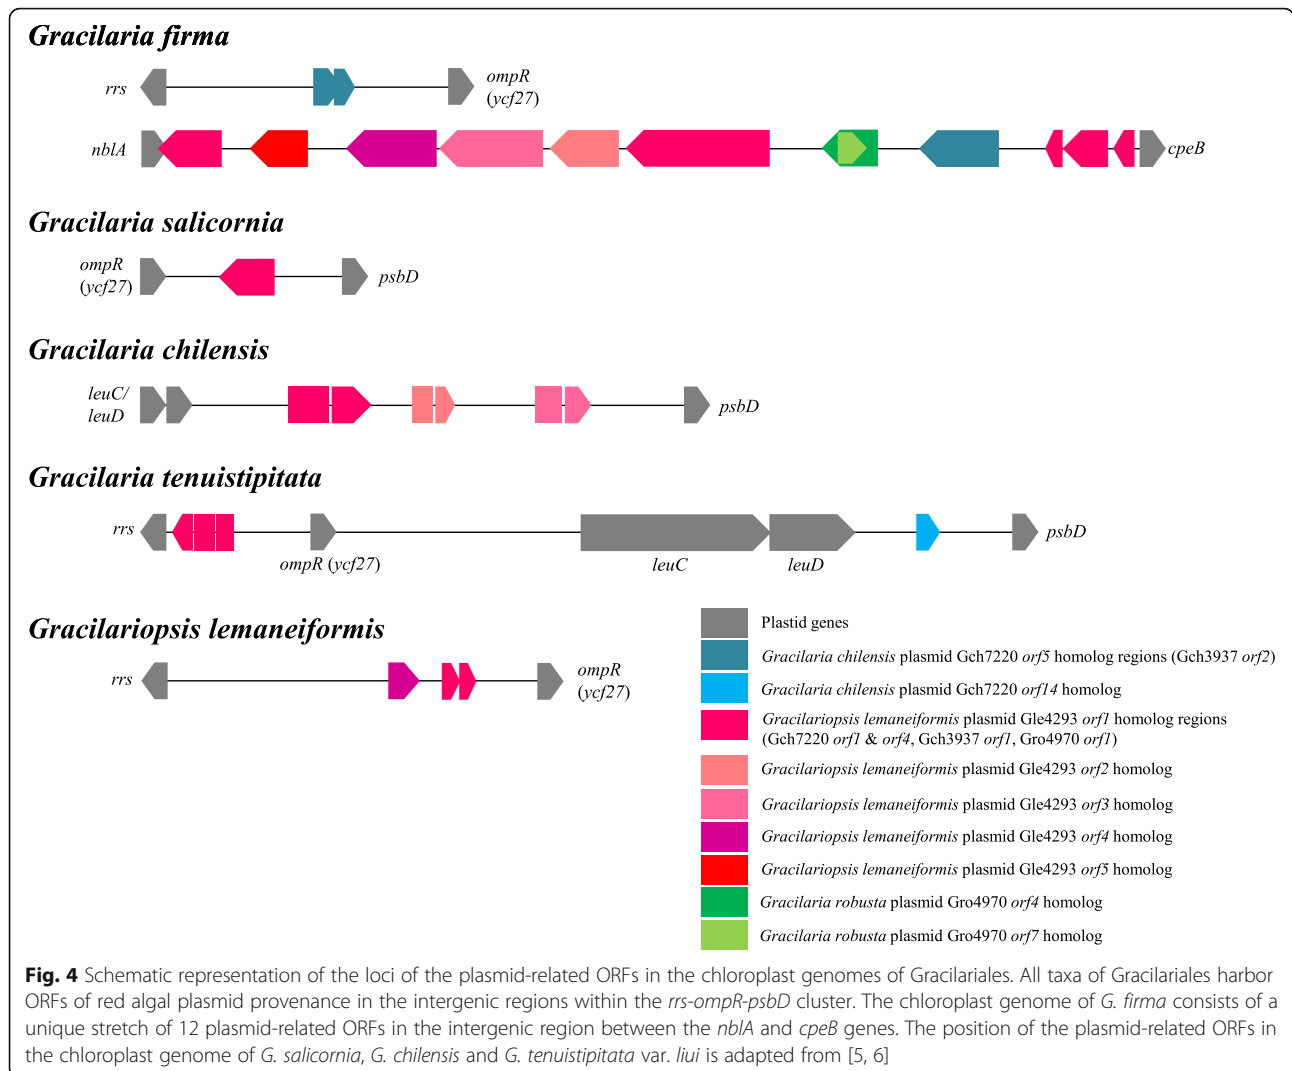 Gracilaria firma
rrs
ompR
(ycf27)
nblA
cpeB
Gracilaria salicornia
ompR
(ycf27)
psbD
Gracilaria chilensis
leuC/
leuD
psbD
Gracilaria tenuistipitata
rrs
psbD
ompR (ycf27)
leuC
leuD
Gracilariopsis lemaneiformis
rrs
ompR
(ycf27)
Plastid genes
Gracilaria chilensis plasmid Gch7220 orf5 homolog regions (Gch3937 orf2)
Gracilaria chilensis plasmid Gch7220 orf14 homolog
Gracilariopsis lemaneiformis plasmid Gle4293 orf1 homolog regions
(Gch7220 orf1 & orf4, Gch3937 orf1, Gro4970 orf1)
Gracilariopsis lemaneiformis plasmid Gle4293 orf2 homolog
Gracilariopsis lemaneiformis plasmid Gle4293 orf3 homolog
Gracilariopsis lemaneiformis plasmid Gle4293 orf4 homolog
Gracilariopsis lemaneiformis plasmid Gle4293 orf5 homolog
Gracilaria robusta plasmid Gro4970 orf4 homolog
Gracilaria robusta plasmid Gro4970 orf7 homolog
Fig. 4 Schematic representation of the loci of the plasmid-related ORFs in the chloroplast genomes of Gracilariales. All taxa of Gracilariales harbor
ORFs of red algal plasmid provenance in the intergenic regions within the rrs-ompR-psbD cluster. The chloroplast genome of G. firma consists of a
unique stretch of 12 plasmid-related ORFs in the intergenic region between the nblA and cpeB genes. The position of the plasmid-related ORFs in
the chloroplast genome of G. salicornia, G. chilensis and G. tenuistipitata var. liui is adapted from [5, 6]